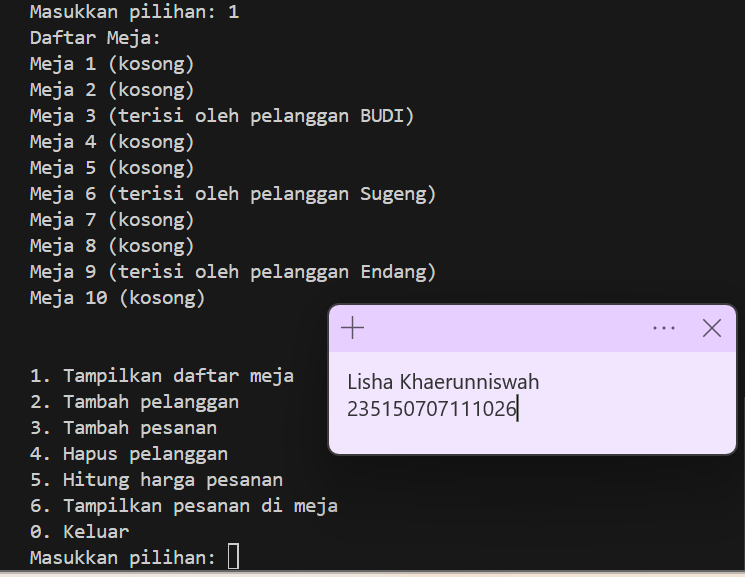 Masukkan pilihan: 1
Daftar Meja:
Meja 1 (kosong)
Meja 2 (kosong)
Meja 3 (terisi oleh pelanggan BUDI)
Meja 4 (kosong)
Meja 5 (kosong)
Meja 6 (terisi oleh pelanggan Sugeng)
Meja 7 (kosong)
Meja 8 (kosong)
Meja 9 (terisi oleh pelanggan Endang)
Meja 10 (kosong)
1. Tampilkan daftar meja
2. Tambah pelanggan
3. Tambah pesanan
4. Hapus pelanggan
5. Hitung harga pesanan
6. Tampilkan pesanan di meja
0. Keluar
Masukkan pilihan:
Lisha Khaerunniswah
235150707111026